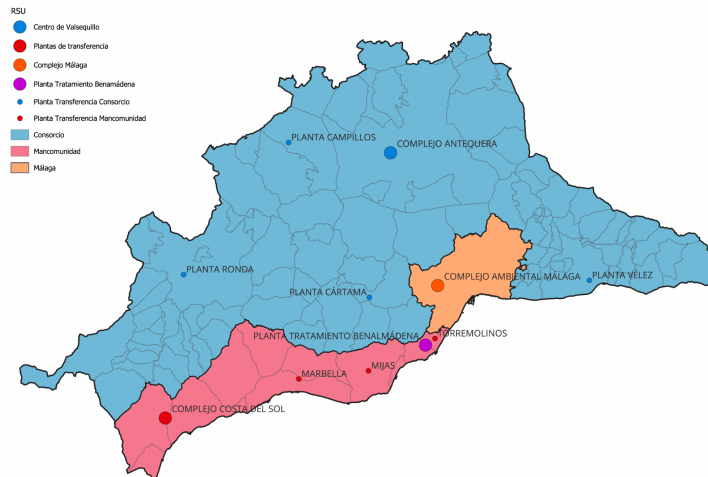 RSU
Centro de Valsequillo
Plantas de transferencia
Complejo Málaga
Planta Tratamiento Benamádena
Planta Transferencia Consorcio
Planta Transferencia Mancomunidad
Consorcio
Mancomunidad
Málaga
PLANTA CAMPILLOS
COMPLEJO ANTEQUERA
PLANTA RONDA
COMPLEJO AMBIENTAL MÁLAGA
PLANTA VÉLEZ
PLANTA CÁRTAMA
PLANTA TRATAMIENTO BENALMÁDENA
TORREMOLINOS
MIJAS
MARBELLA
COMPLEJO COSTA DEL SOL